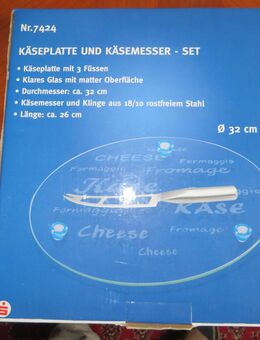 Nr.7424
KÄSEPLATTE UND KÄSEMESSER - SET
• Käseplatte mit 3 Füssen
• Klares Glas mit matter Oberfläche
• Durchmesser: ca. 32 cm
• Käsemesser und Klinge aus 18/10 rostfreiem Stahl
• Länge: ca. 26 cm
Ø 32 cm
CHEESE
Formaggio
Fromage
Käse
Formaggio
KÄSE
Cheese